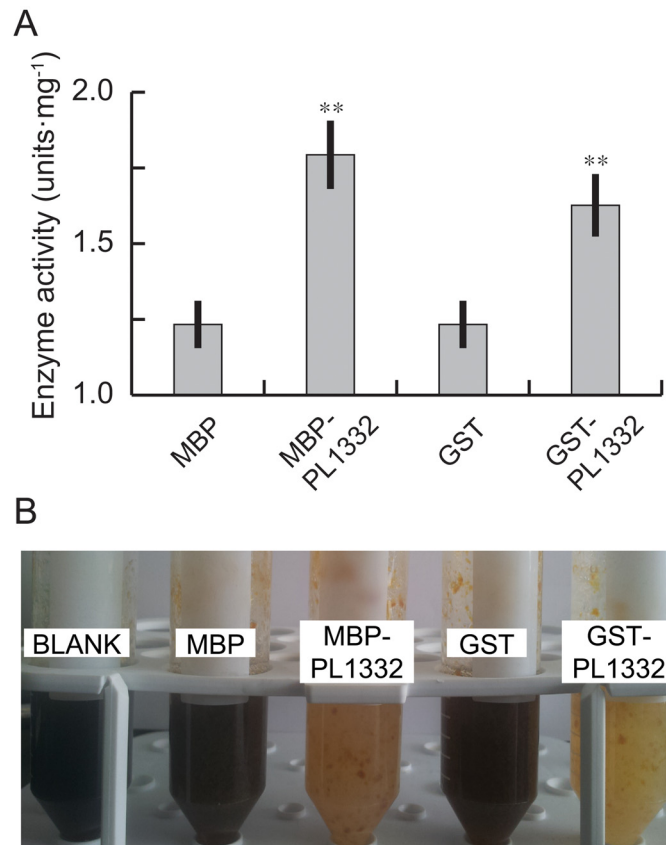 A
Enzyme activity (units·mg⁻¹)
2.0
**
**
1.5
1.0
MBP
MBP-
PL1332
GST
GST-
PL1332
B
BLANK
MBP
MBP-
PL1332
GST
GST-
PL1332